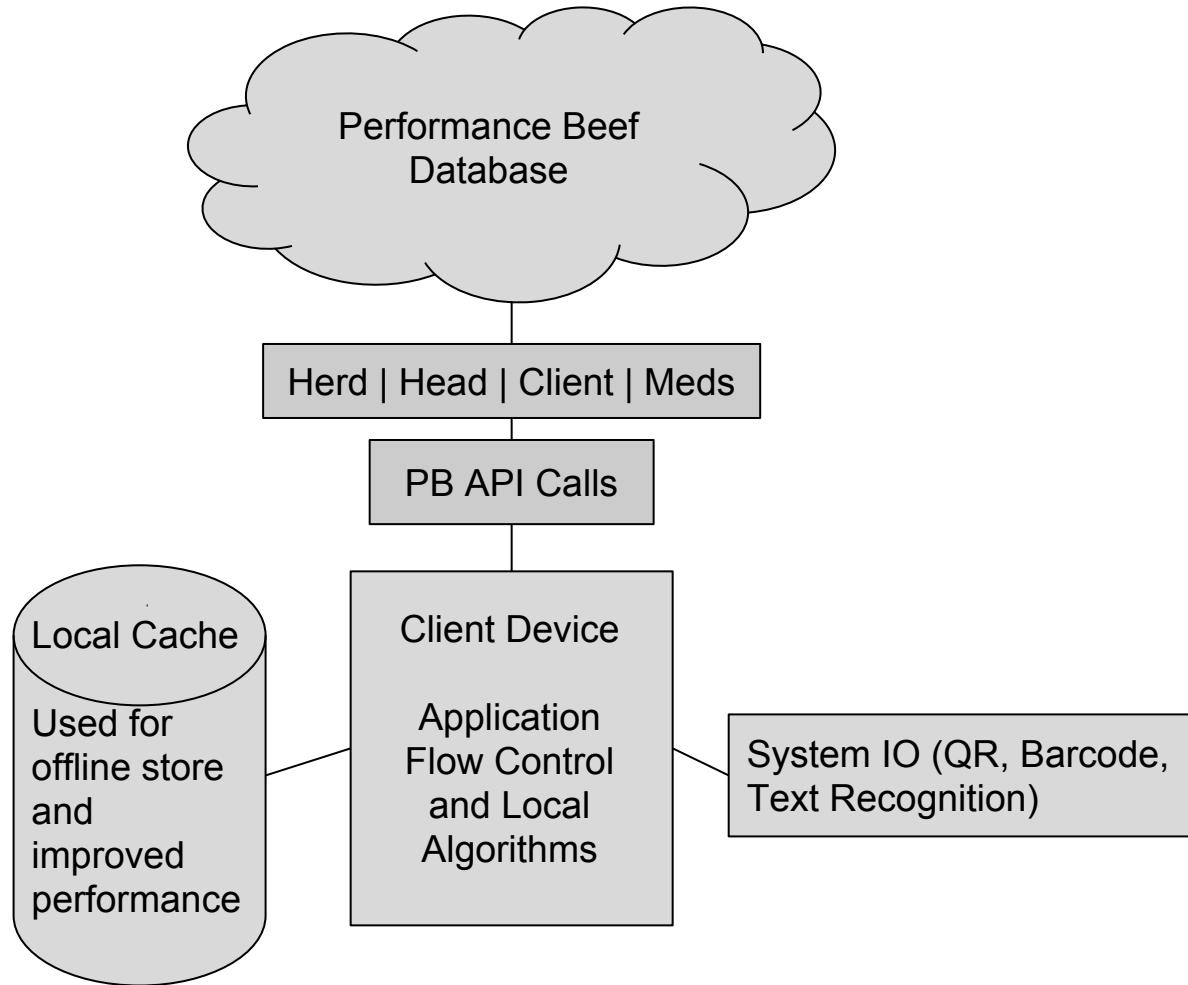 Performance Beef
Database
Herd | Head | Client | Meds
PB API Calls
Local Cache
Used for
offline store
and
improved
performance
Client Device
Application
Flow Control
and Local
Algorithms
System IO (QR, Barcode,
Text Recognition)